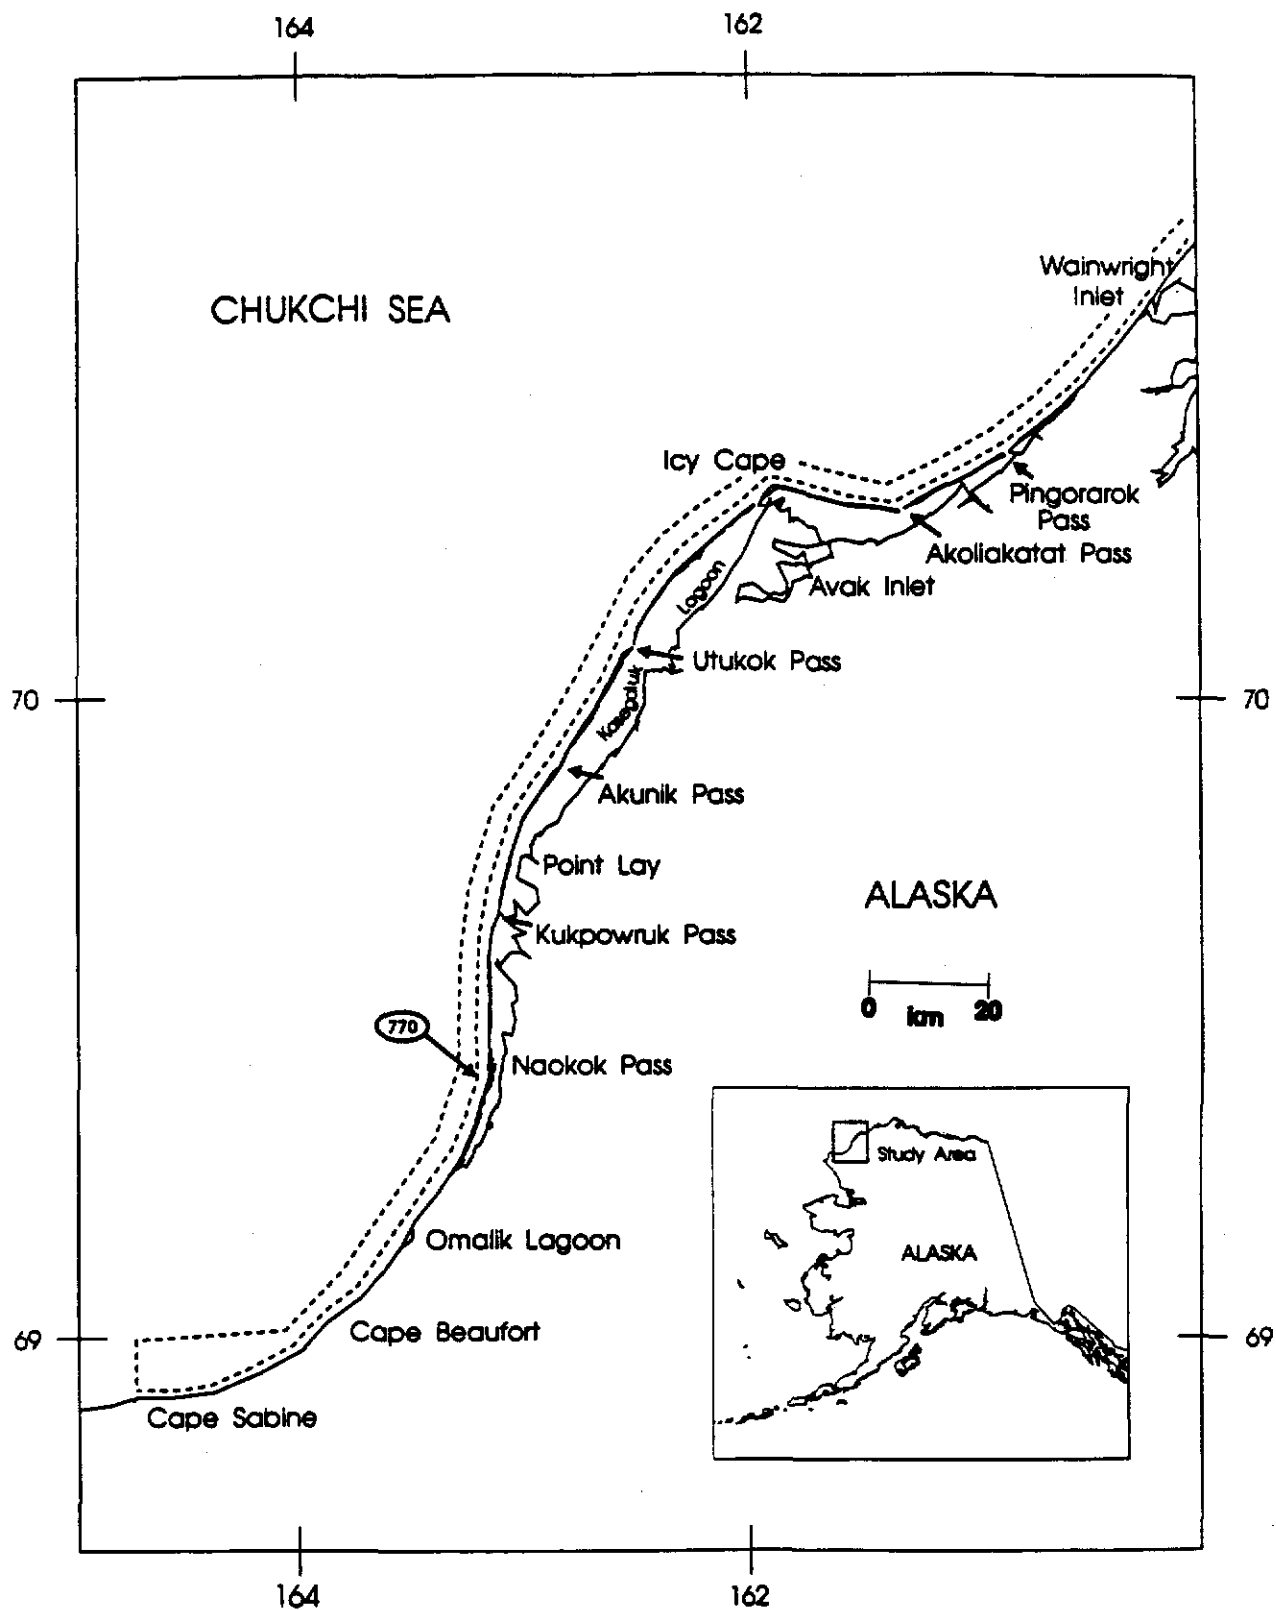 164
162
Wainwright
Inlet
CHUKCHI SEA
Icy Cape
Pingorarok
Pass
Akoliakatat Pass
Lagoon
Avak Inlet
Utukok Pass
70
70
Kasegaluk
Akunik Pass
Point Lay
ALASKA
Kukpowruk Pass
0
km
20
770
Naokok Pass
Study Area
Omalik Lagoon
ALASKA
Cape Beaufort
69
69
Cape Sabine
164
162